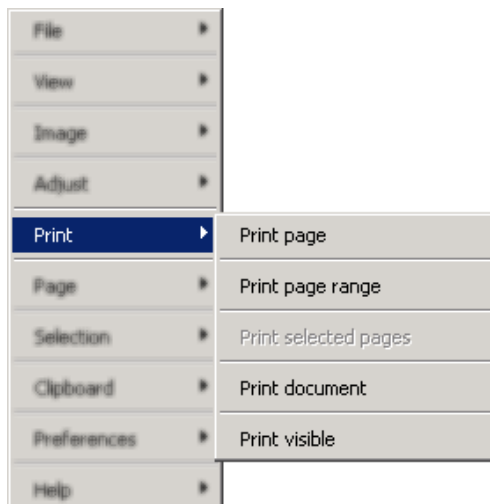 File
View
Image
Adjust
Print
Page
Selection
Clipboard
Preferences
Help
Print page
Print page range
Print selected pages
Print document
Print visible